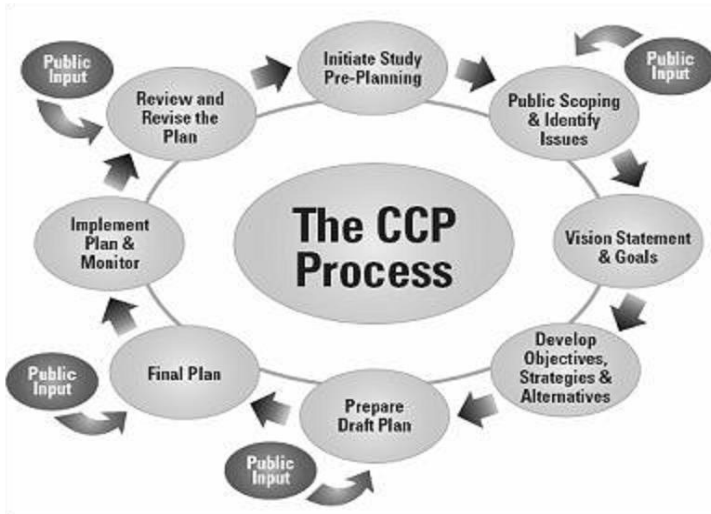 The CCP
Process
Initiate Study
Pre-Planning
Public
Input
Public Scoping
& Identify
Issues
Vision Statement
& Goals
Develop
Objectives,
Strategies &
Alternatives
Prepare
Draft Plan
Public
Input
Final Plan
Public
Input
Implement
Plan &
Monitor
Review and
Revise the
Plan
Public
Input